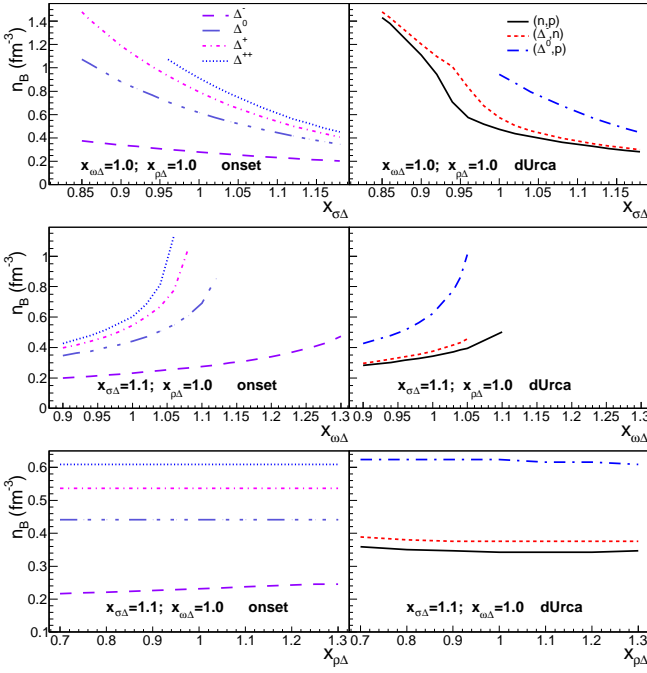 n_B (fm^-3)
1.4
1.2
1
0.8
0.6
0.4
0.2
0
Δ^-
Δ^0
Δ^+
Δ^++
x_ωΔ=1.0; x_ρΔ=1.0 onset
0.85 0.9 0.95 1 1.05 1.1 1.15
x_σΔ
(n,p)
(Δ^-,n)
(Δ^0,p)
x_ωΔ=1.0; x_ρΔ=1.0 dUrca
0.85 0.9 0.95 1 1.05 1.1 1.15
x_σΔ
n_B (fm^-3)
1
0.8
0.6
0.4
0.2
0
x_σΔ=1.1; x_ρΔ=1.0 onset
0.9 0.95 1 1.05 1.1 1.15 1.2 1.25 1.3
x_ωΔ
x_σΔ=1.1; x_ρΔ=1.0 dUrca
0.9 0.95 1 1.05 1.1 1.15 1.2 1.25 1.3
x_ωΔ
n_B (fm^-3)
0.6
0.5
0.4
0.3
0.2
0.1
x_σΔ=1.1; x_ωΔ=1.0 onset
0.7 0.8 0.9 1 1.1 1.2 1.3
x_ρΔ
x_σΔ=1.1; x_ωΔ=1.0 dUrca
0.7 0.8 0.9 1 1.1 1.2 1.3
x_ρΔ